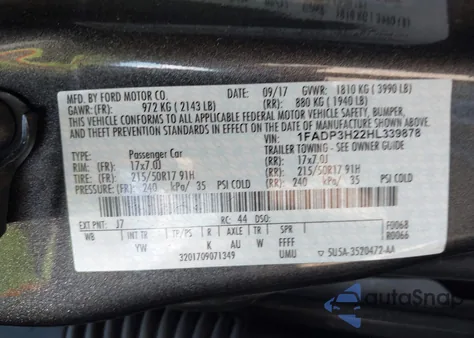 MFD. BY FORD MOTOR CO.
DATE: 09/17 GVWR: 1810 KG ( 3990 LB)
GAWR:(FR): 972 KG ( 2143 LB) (RR): 880 KG ( 1940 LB)
THIS VEHICLE CONFORMS TO ALL APPLICABLE FEDERAL MOTOR VEHICLE SAFETY, BUMPER,
AND THEFT PREVENTION STANDARDS IN EFFECT ON THE DATE OF MANUFACTURE SHOWN ABOVE.
VIN: 1FADP3H22HL339878
TYPE: Passenger Car TRAILER TOWING - SEE OWNER GUIDE
RIM: (FR): 17x7.0J (RR): 17x7.0J
TIRE: (FR): 215/50R17 91H (RR): 215/50R17 91H
PRESSURE:(FR): 240 kPa/ 35 PSI COLD (RR): 240 kPa/ 35 PSI COLD
EXT PNT: J7 RC: 44 DSO: F0068
R0066
WB INT TR TP/PS R AXLE TR SPR
YW K AU W FFFF
3201709071349 UMU 5U5A-3520472-AA
autoSnap